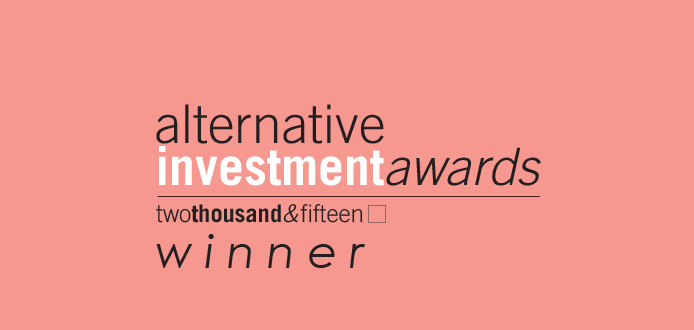 alternative
investmentawards
twothousand&fifteen
winner